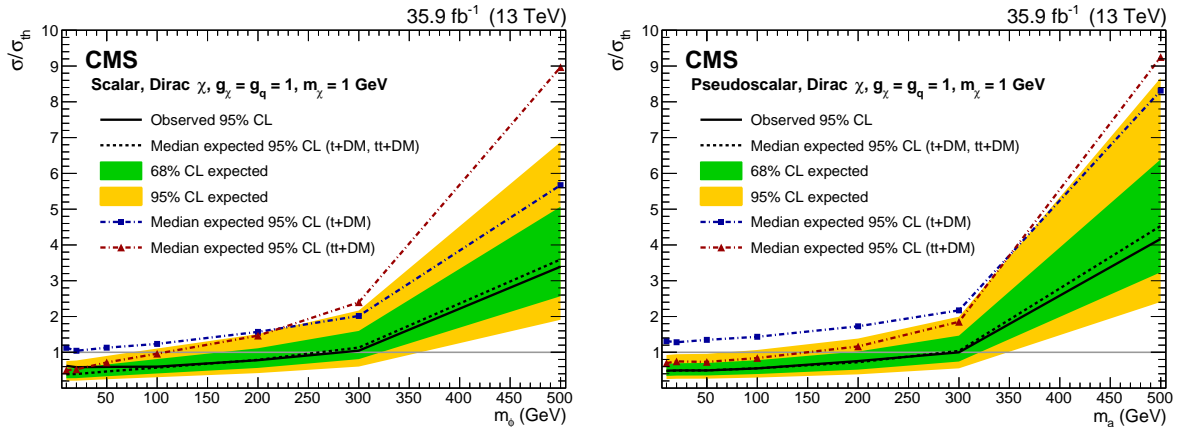 35.9 fb⁻¹ (13 TeV)
σ/σ_th
CMS
Scalar, Dirac χ, g_χ = g_q = 1, m_χ = 1 GeV
Observed 95% CL
Median expected 95% CL (t+DM, tt+DM)
68% CL expected
95% CL expected
Median expected 95% CL (t+DM)
Median expected 95% CL (tt+DM)
10
9
8
7
6
5
4
3
2
1
50 100 150 200 250 300 350 400 450 500
m_ϕ (GeV)
35.9 fb⁻¹ (13 TeV)
σ/σ_th
CMS
Pseudoscalar, Dirac χ, g_χ = g_q = 1, m_χ = 1 GeV
Observed 95% CL
Median expected 95% CL (t+DM, tt+DM)
68% CL expected
95% CL expected
Median expected 95% CL (t+DM)
Median expected 95% CL (tt+DM)
10
9
8
7
6
5
4
3
2
1
50 100 150 200 250 300 350 400 450 500
m_a (GeV)